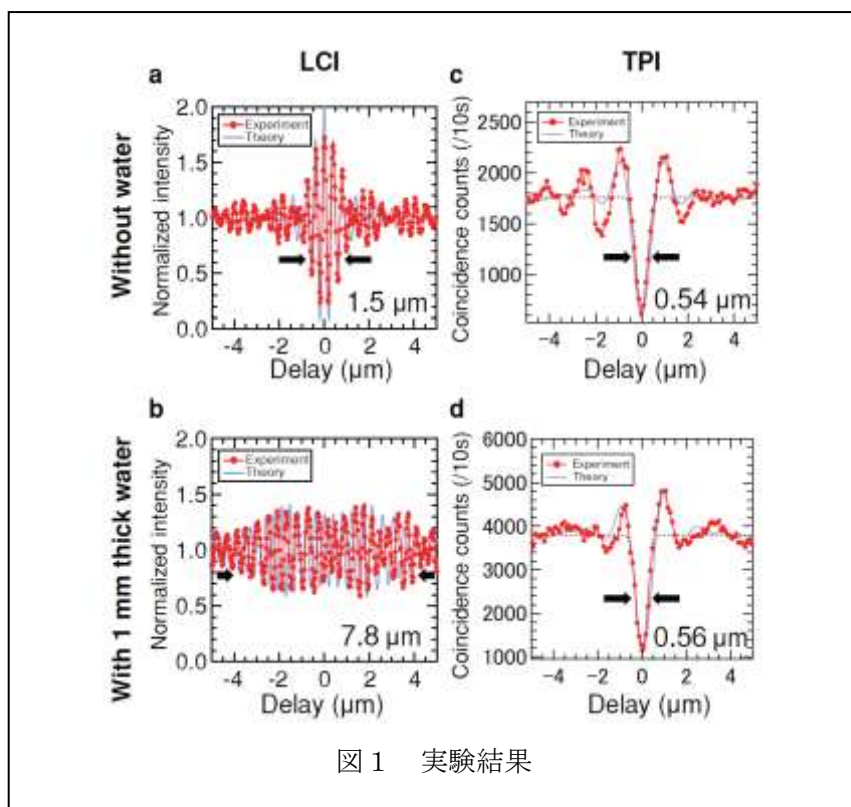 LCI
TPI
Without water
a
Normalized intensity
2.0
1.5
1.0
0.5
0.0
Experiment
Theory
1.5 μm
-4 -2 0 2 4
Delay (μm)
c
Coincidence counts (/10s)
2500
2000
1500
1000
Experiment
Theory
0.54 μm
-4 -2 0 2 4
Delay (μm)
With 1 mm thick water
b
Normalized intensity
2.0
1.5
1.0
0.5
0.0
Experiment
Theory
7.8 μm
-4 -2 0 2 4
Delay (μm)
d
Coincidence counts (/10s)
6000
5000
4000
3000
2000
1000
Experiment
Theory
0.56 μm
-4 -2 0 2 4
Delay (μm)
図１ 実験結果